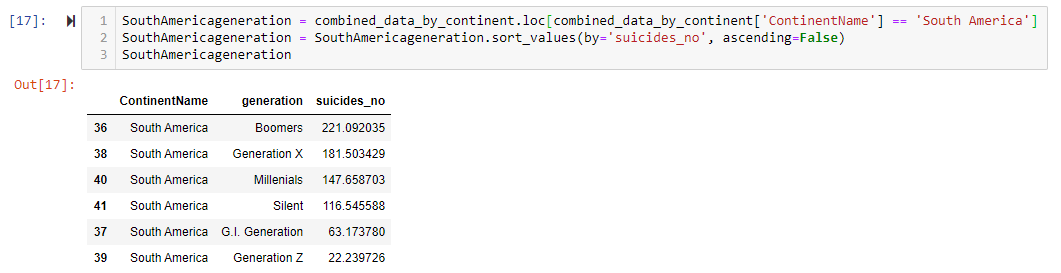 [17]:
1 SouthAmericageneration = combined_data_by_continent.loc[combined_data_by_continent['ContinentName'] == 'South America']
2 SouthAmericageneration = SouthAmericageneration.sort_values(by='suicides_no', ascending=False)
3 SouthAmericageneration
Out[17]:
ContinentName generation suicides_no
36 South America Boomers 221.092035
38 South America Generation X 181.503429
40 South America Millenials 147.658703
41 South America Silent 116.545588
37 South America G.I. Generation 63.173780
39 South America Generation Z 22.239726